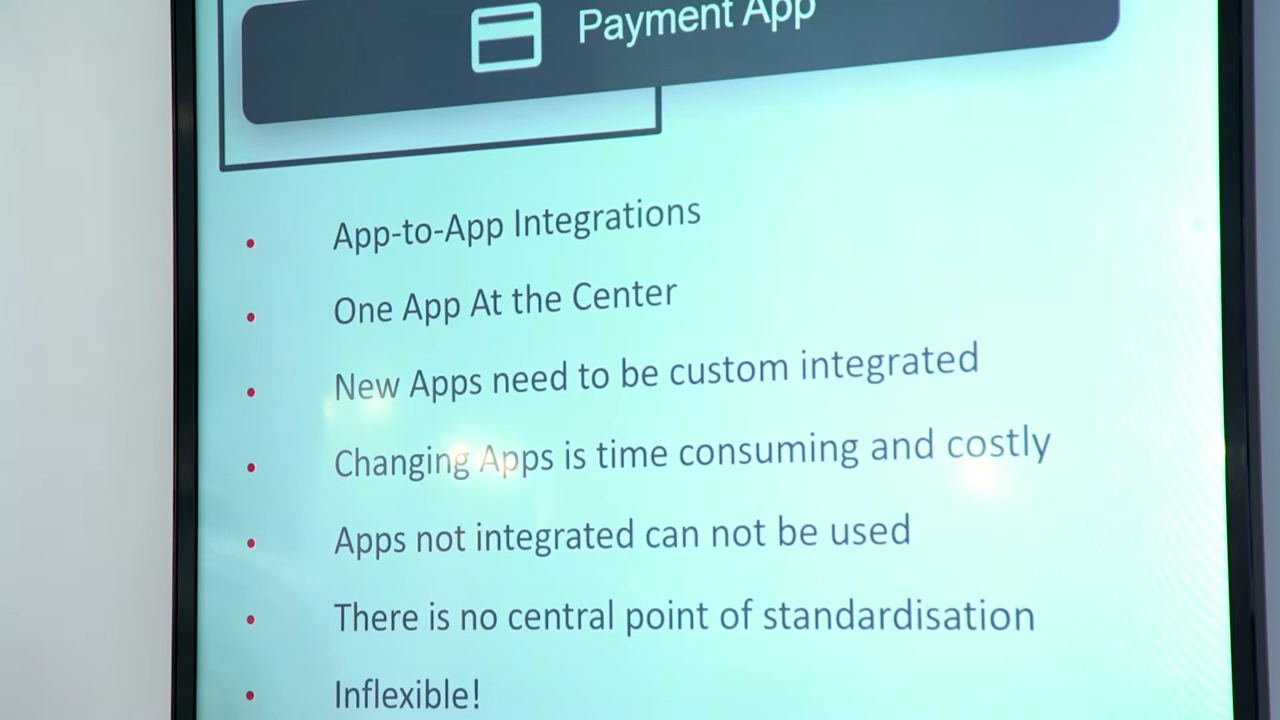 Payment App
App-to-App Integrations
One App At the Center
New Apps need to be custom integrated
Changing Apps is time consuming and costly
Apps not integrated can not be used
There is no central point of standardisation
Inflexible!